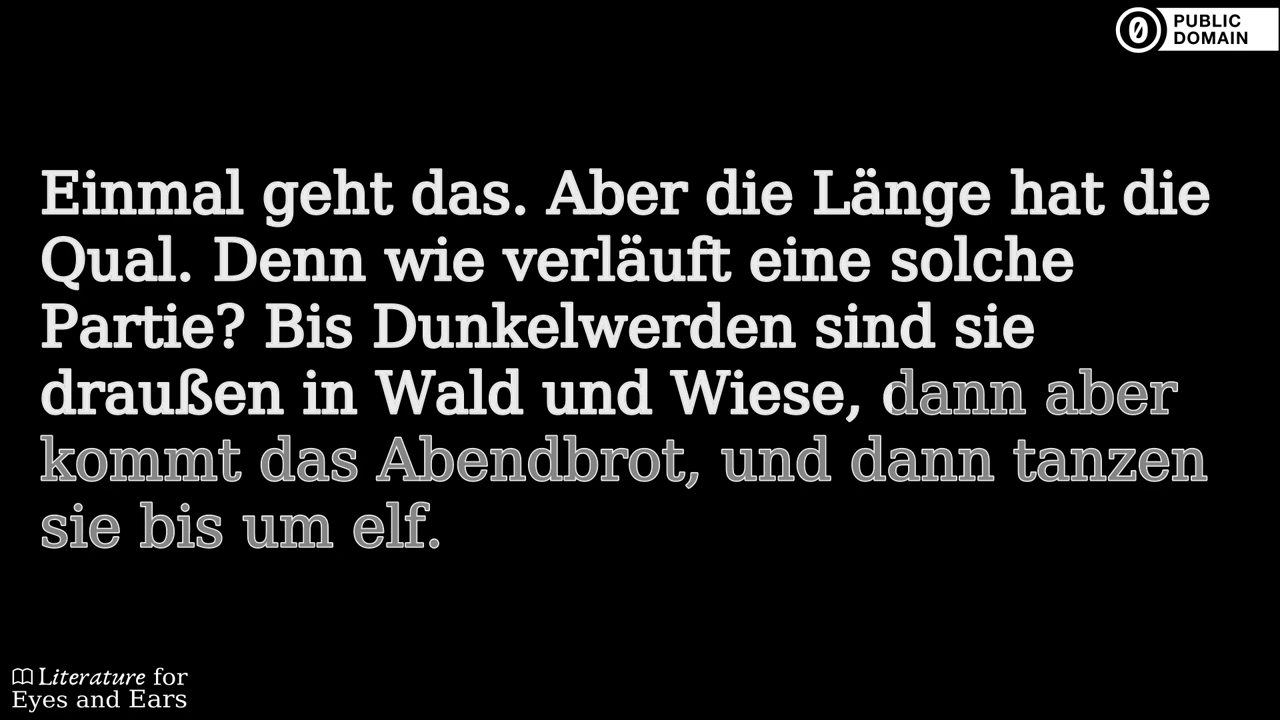 PUBLIC
DOMAIN
Einmal geht das. Aber die Länge hat die
Qual. Denn wie verläuft eine solche
Partie? Bis Dunkelwerden sind sie
draußen in Wald und Wiese, dann aber
kommt das Abendbrot, und dann tanzen
sie bis um elf.
Literature for
Eyes and Ears